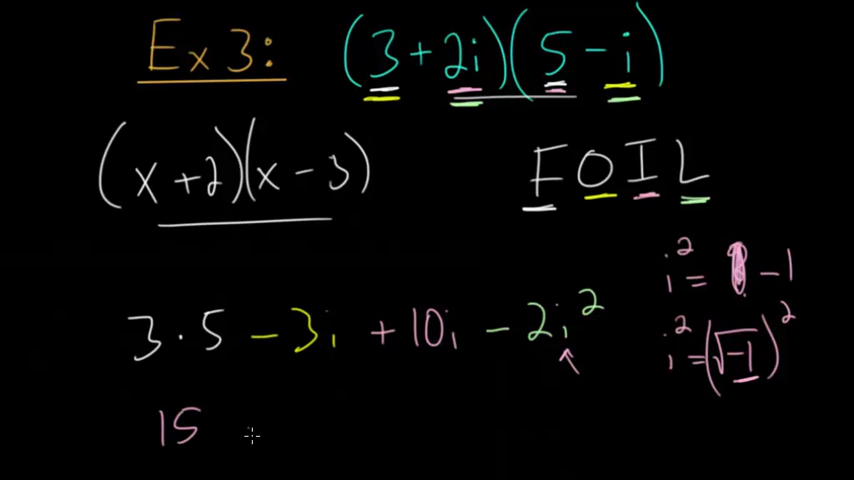 Ex 3: (3+2i)(5-i)
(x+2)(x-3) FOIL
i² = -1
3·5 -3i +10i -2i²
i² = (√-1)²
15